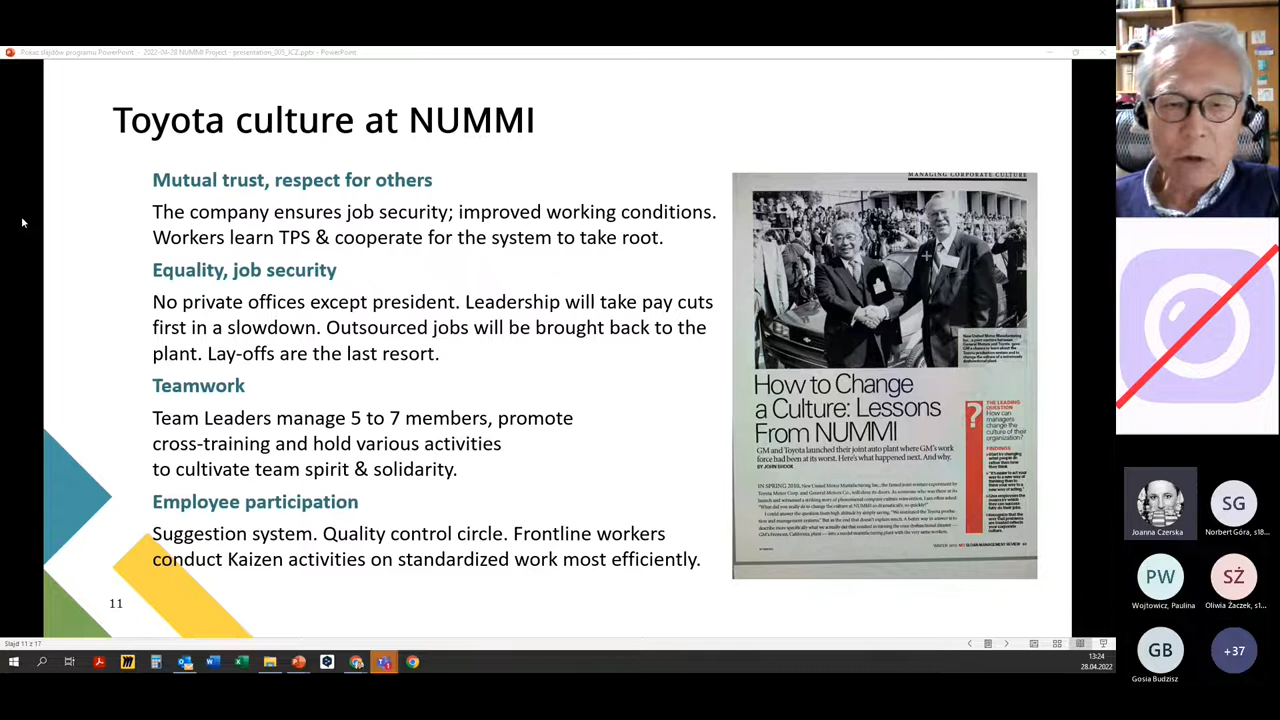 Pokaz slajdów programu PowerPoint - 2022-04-28 NUMMI Project - presentation_005_JCZ.pptx - PowerPoint
Toyota culture at NUMMI
Mutual trust, respect for others
The company ensures job security; improved working conditions.
Workers learn TPS & cooperate for the system to take root.
Equality, job security
No private offices except president. Leadership will take pay cuts
first in a slowdown. Outsourced jobs will be brought back to the
plant. Lay-offs are the last resort.
Teamwork
Team Leaders manage 5 to 7 members, promote
cross-training and hold various activities
to cultivate team spirit & solidarity.
Employee participation
Suggestion system. Quality control circle. Frontline workers
conduct Kaizen activities on standardized work most efficiently.
11
MANAGING CORPORATE CULTURE
How to Change
a Culture: Lessons
From NUMMI
GM and Toyota launched their joint auto plant where GM's work
force had been at its worst. Here's what happened next. And why.
BY JOHN SHOOK
?
THE LEADING
QUESTION
How can
managers
change the
culture of their
organization?
FINDINGS
Slajd 11 z 17
13:24
28.04.2022
Joanna Czerska
SG
Norbert Góra, s18...
PW
Wojtowicz, Paulina
SŻ
Oliwia Żaczek, s1...
GB
Gosia Budzisz
+37